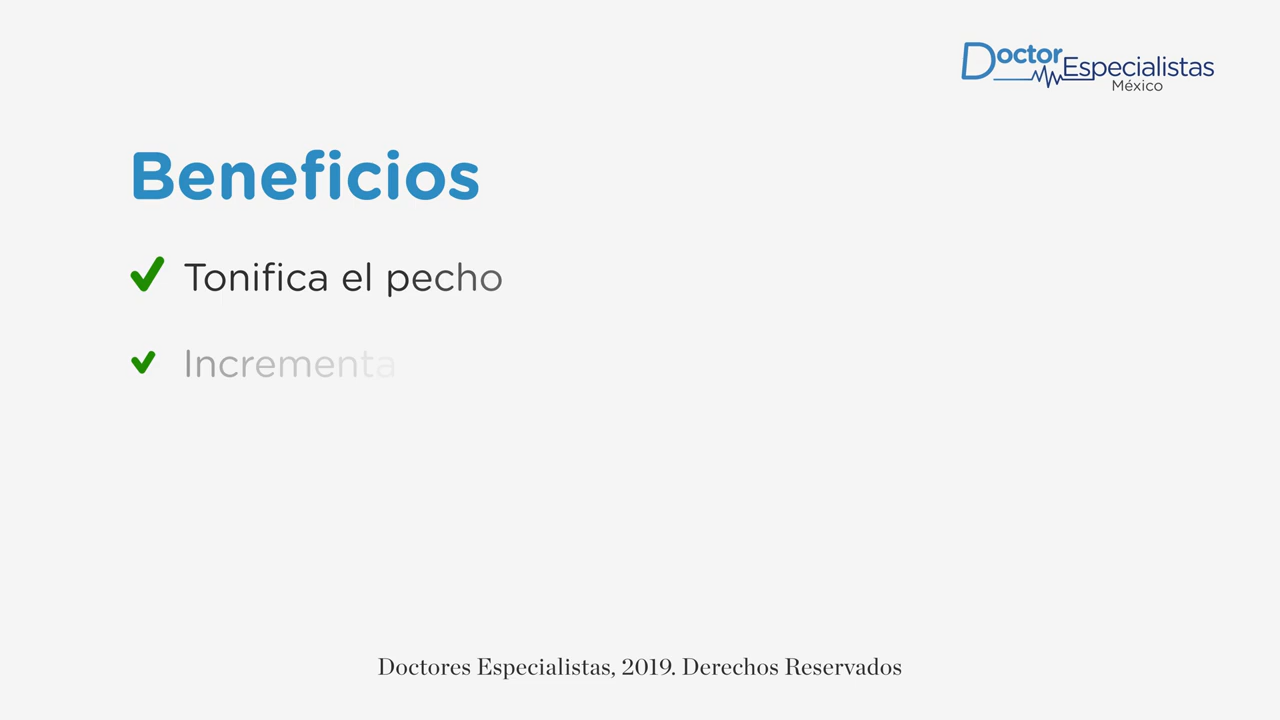 Doctor Especialistas
México
Beneficios
Tonifica el pecho
Incrementa
Doctores Especialistas, 2019. Derechos Reservados